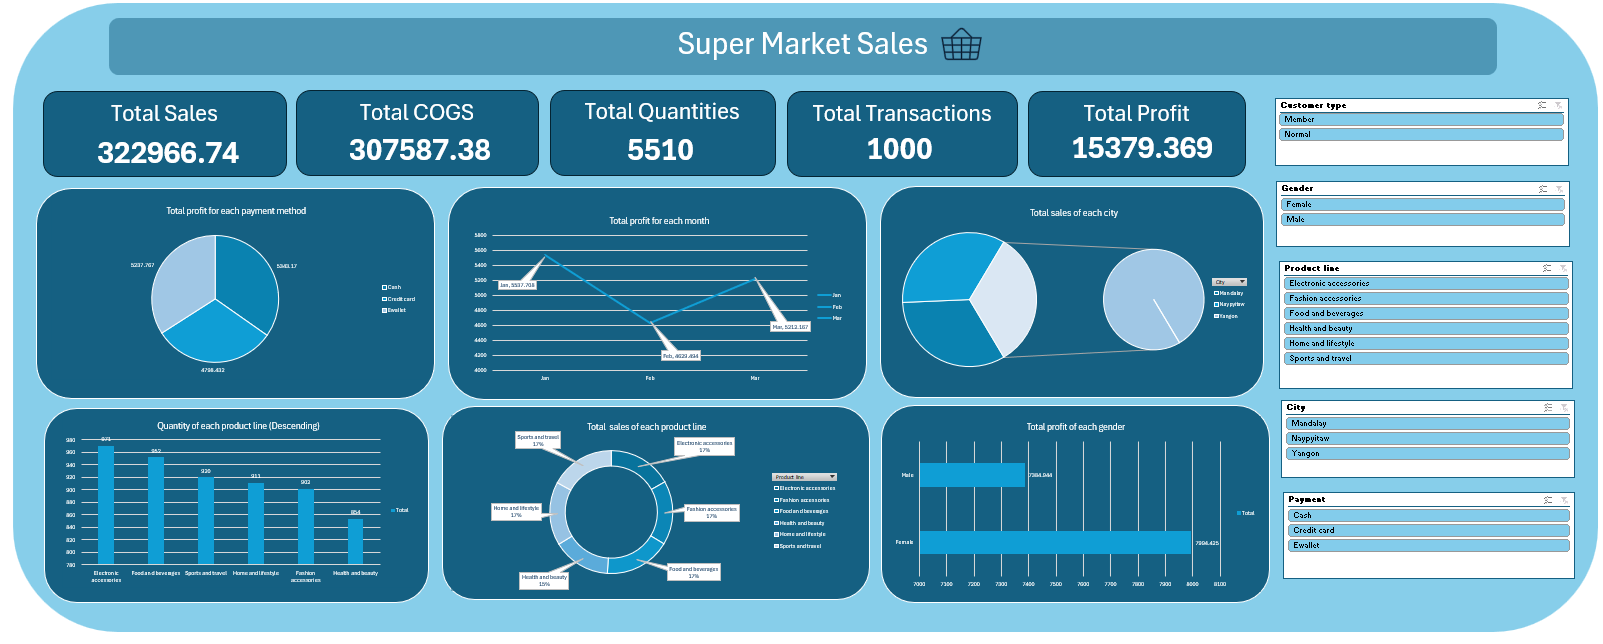 Super Market Sales
Total Sales
322966.74
Total COGS
307587.38
Total Quantities
5510
Total Transactions
1000
Total Profit
15379.369
Customer type
Member
Normal
Gender
Female
Male
Product line
Electronic accessories
Fashion accessories
Food and beverages
Health and beauty
Home and lifestyle
Sports and travel
City
Mandalay
Naypyitaw
Yangon
Payment
Cash
Credit card
Ewallet
Total profit for each payment method
5237.767
5343.17
4798.432
Cash
Credit card
Ewallet
Total profit for each month
5800
5600
5400
5200
5000
4800
4600
4400
4200
4000
Jan, 5537.708
Feb, 4629.494
Mar, 5212.167
Jan
Feb
Mar
Jan
Feb
Mar
Total sales of each city
City
Mandalay
Naypyitaw
Yangon
Quantity of each product line (Descending)
980
960
940
920
900
880
860
840
820
800
780
971
952
920
911
902
854
Electronic
accessories
Food and beverages
Sports and travel
Home and lifestyle
Fashion
accessories
Health and beauty
Total
Total sales of each product line
Sports and travel
17%
Electronic accessories
17%
Home and lifestyle
17%
Fashion accessories
17%
Health and beauty
15%
Food and beverages
17%
Product line
Electronic accessories
Fashion accessories
Food and beverages
Health and beauty
Home and lifestyle
Sports and travel
Total profit of each gender
Male
7384.944
Female
7994.425
7000
7100
7200
7300
7400
7500
7600
7700
7800
7900
8000
8100
Total